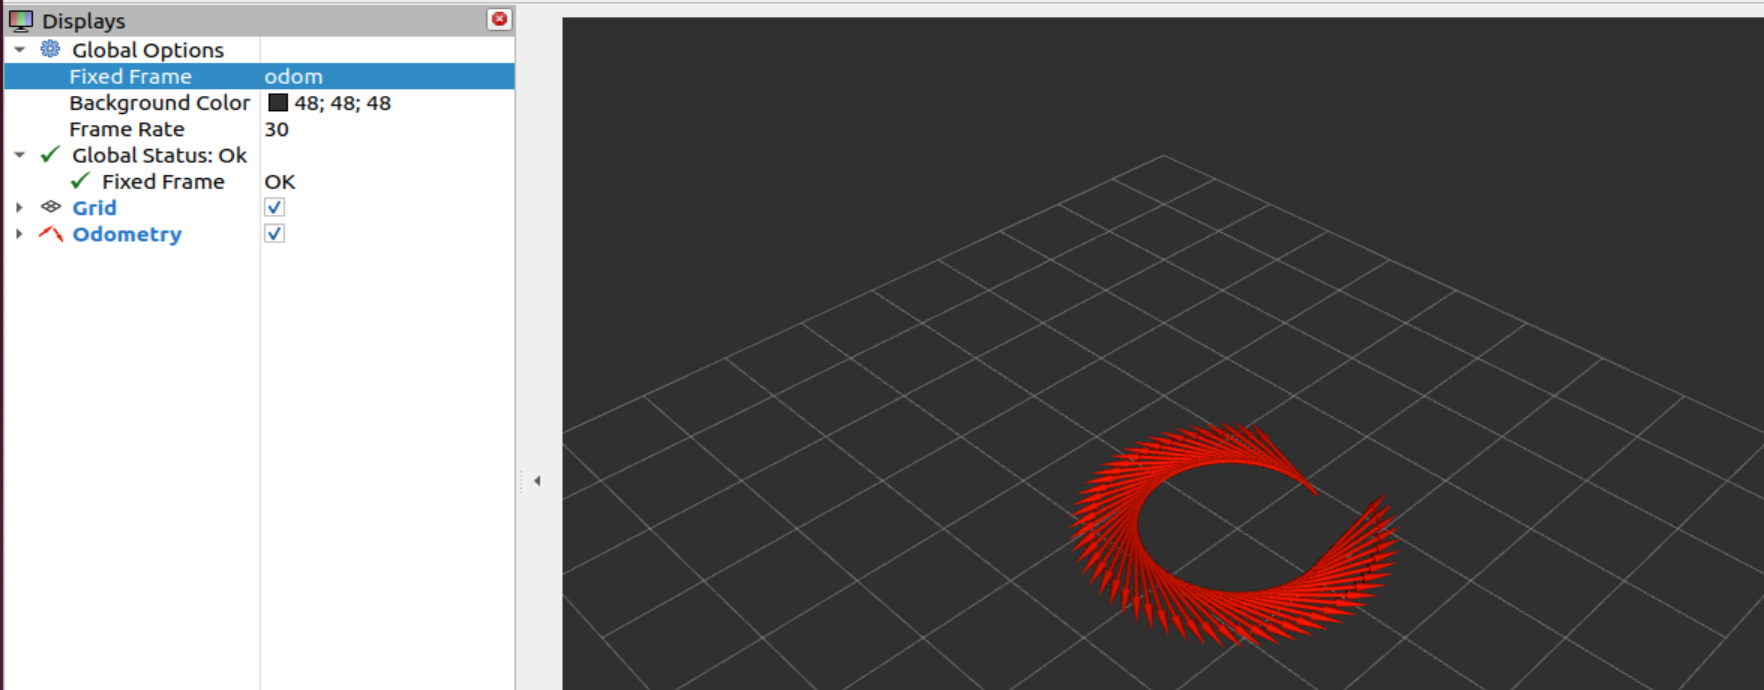 Displays
Global Options
Fixed Frame odom
Background Color 48; 48; 48
Frame Rate 30
Global Status: Ok
Fixed Frame OK
Grid
Odometry